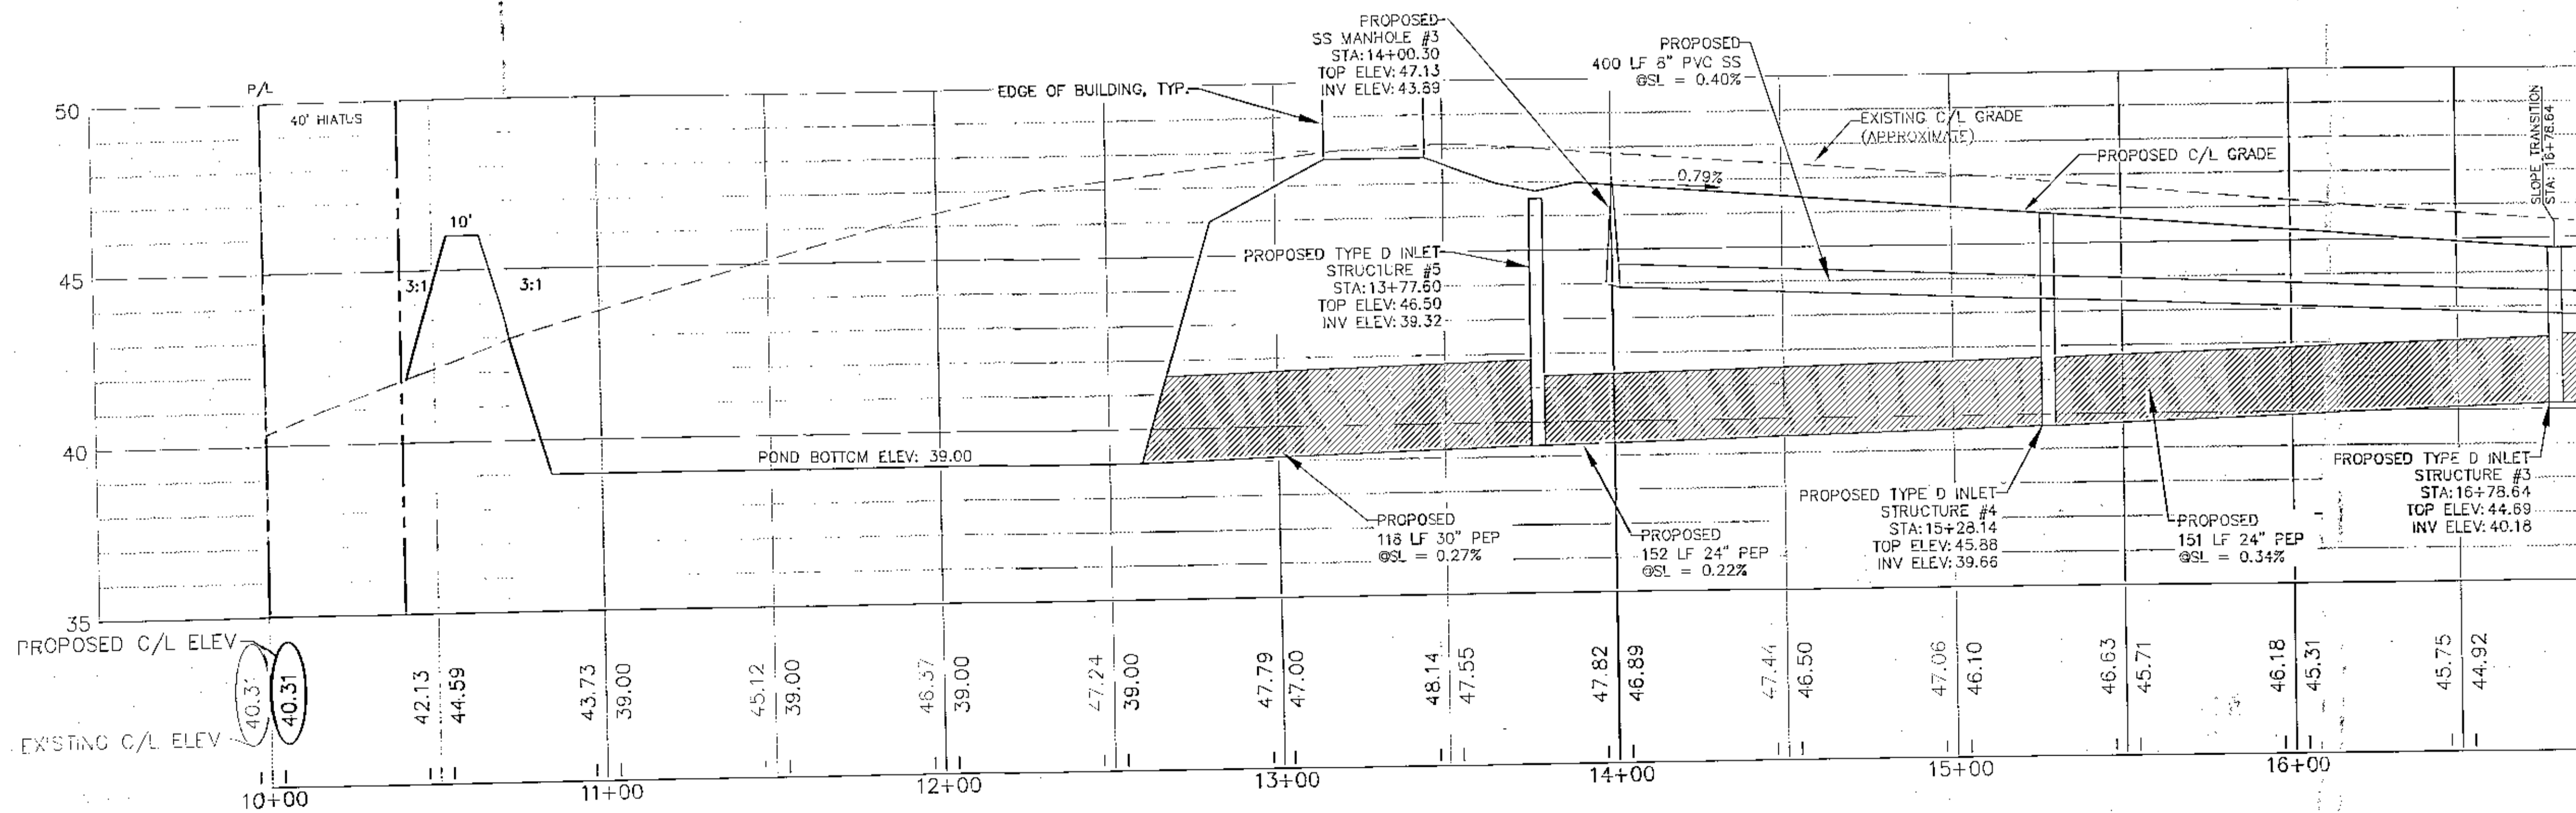 PROPOSED
SS MANHOLE #3
STA:14+00.30
TOP ELEV:47.13
INV ELEV:43.89
PROPOSED
400 LF 8" PVC SS
@SL = 0.40%
P/L
50
40' HIATUS
EDGE OF BUILDING, TYP.
EXISTING C/L GRADE
(APPROXIMATE)
PROPOSED C/L GRADE
SLOPE TRANSITION
STA: 16+78.64
0.79%
10'
45
3:1
3:1
PROPOSED TYPE D INLET
STRUCTURE #5
STA:13+77.60
TOP ELEV:46.50
INV ELEV:39.32
40
POND BOTTOM ELEV: 39.00
PROPOSED
118 LF 30" PEP
@SL = 0.27%
PROPOSED
152 LF 24" PEP
@SL = 0.22%
PROPOSED TYPE D INLET
STRUCTURE #4
STA:15+28.14
TOP ELEV:45.88
INV ELEV:39.66
PROPOSED
151 LF 24" PEP
@SL = 0.34%
PROPOSED TYPE D INLET
STRUCTURE #3
STA:16+78.64
TOP ELEV:44.69
INV ELEV:40.18
35
PROPOSED C/L ELEV
EXISTING C/L ELEV
40.31
40.31
42.13
44.59
43.73
39.00
45.12
39.00
46.37
39.00
47.24
39.00
47.79
47.00
48.14
47.55
47.82
46.89
47.44
46.50
47.06
46.10
46.63
45.71
46.18
45.31
45.75
44.92
10+00
11+00
12+00
13+00
14+00
15+00
16+00